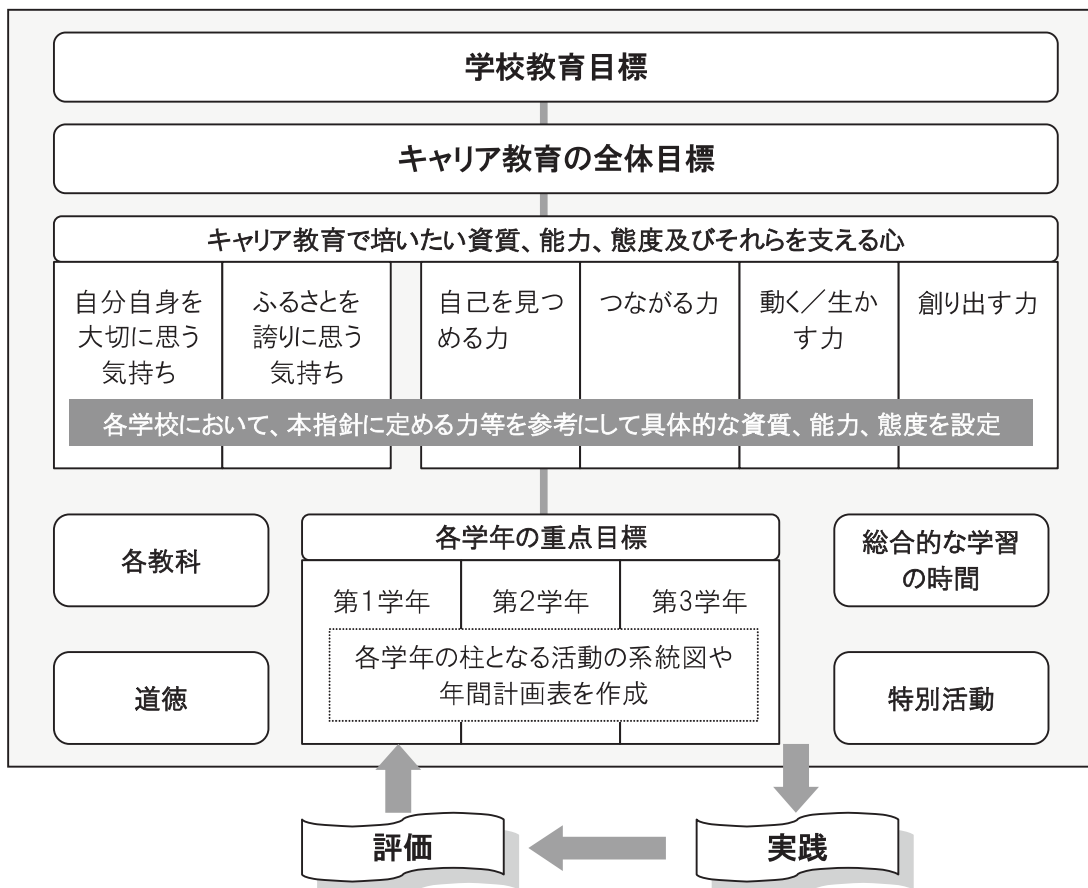 学校教育目標
キャリア教育の全体目標
キャリア教育で培いたい資質、能力、態度及びそれらを支える心
自分自身を
大切に思う
気持ち
ふるさとを
誇りに思う
気持ち
自己を見つ
める力
つながる力
動く／生か
す力
創り出す力
各学校において、本指針に定める力等を参考にして具体的な資質、能力、態度を設定
各教科
道徳
各学年の重点目標
第1学年
第2学年
第3学年
各学年の柱となる活動の系統図や
年間計画表を作成
総合的な学習
の時間
特別活動
評価
実践